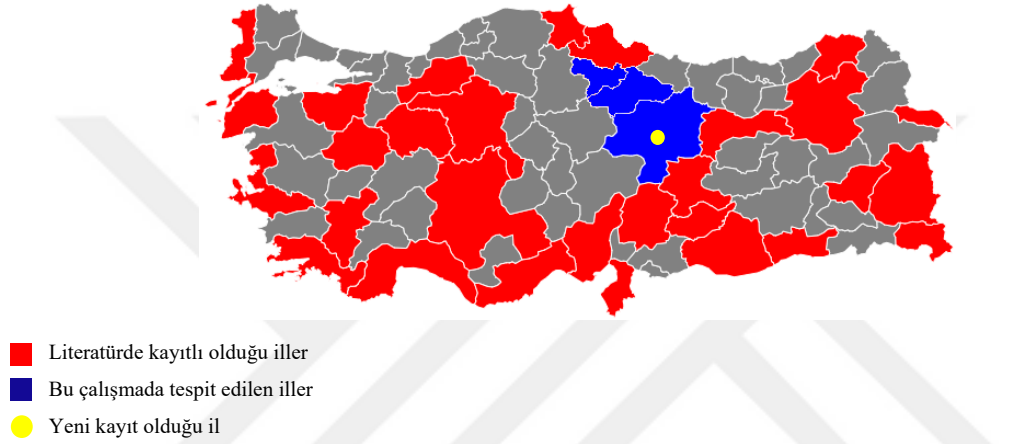 Literatürde kayıtlı olduğu iller
Bu çalışmada tespit edilen iller
Yeni kayıt olduğu il